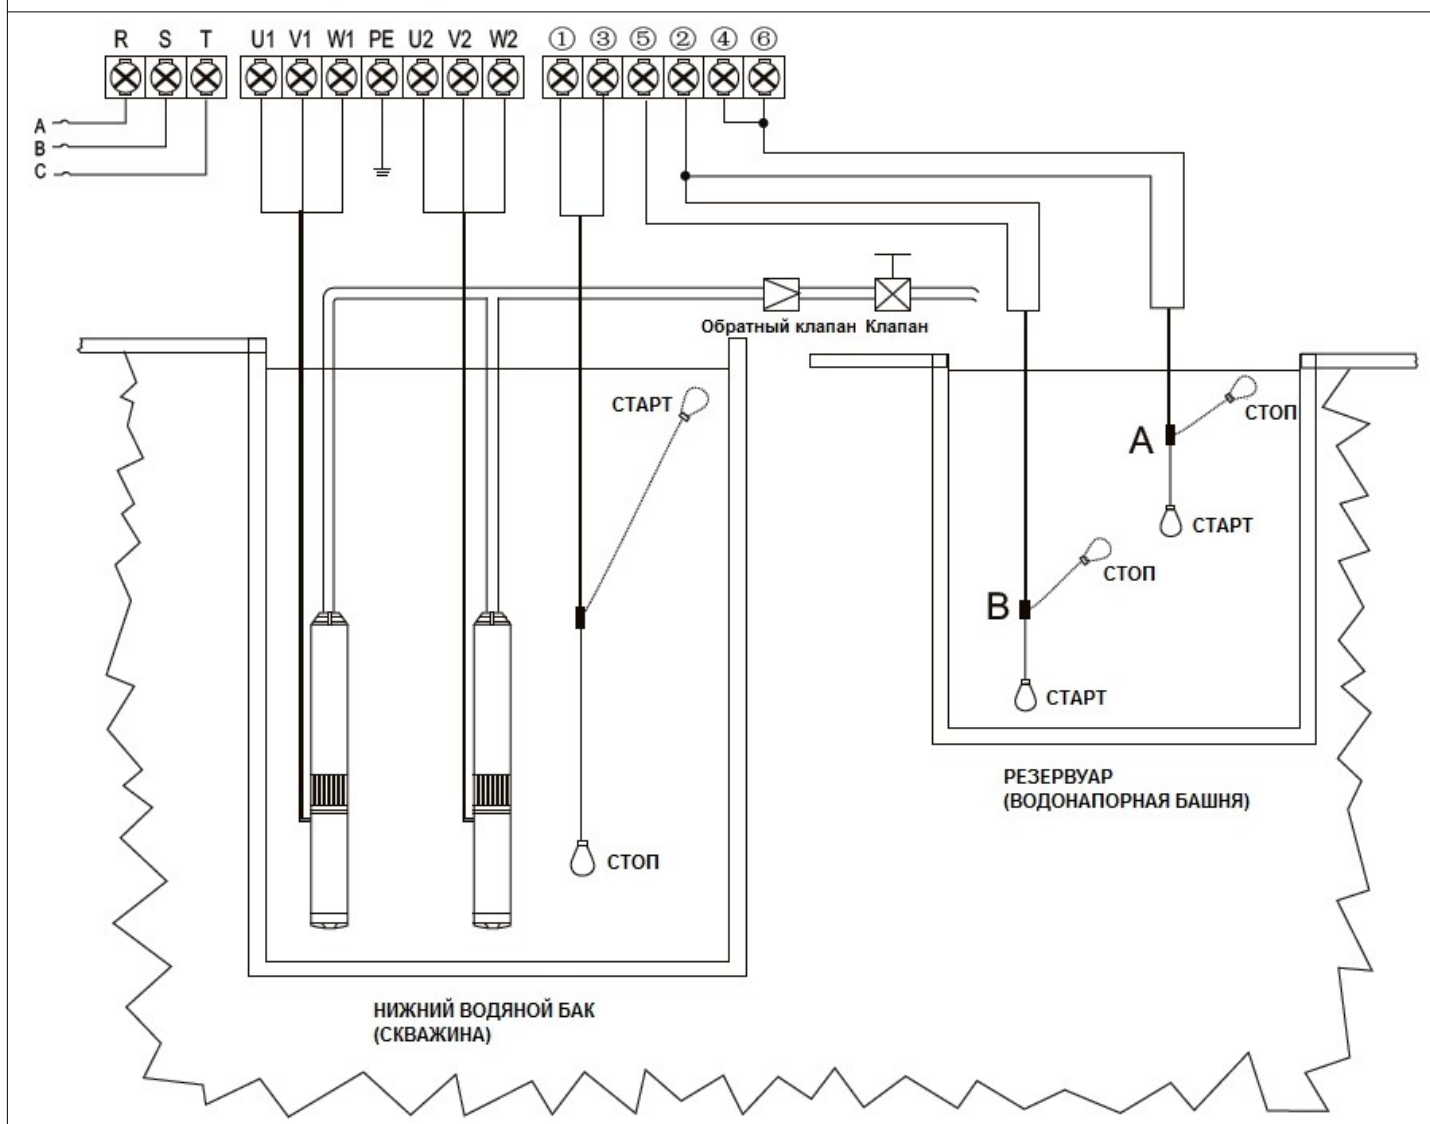 R S T U1 V1 W1 PE U2 V2 W2 ① ③ ⑤ ② ④ ⑥
A
B
C
Обратный клапан Клапан
СТАРТ
СТОП
A
СТАРТ
СТОП
B
СТАРТ
СТОП
РЕЗЕРВУАР
(ВОДОНАПОРНАЯ БАШНЯ)
НИЖНИЙ ВОДЯНОЙ БАК
(СКВАЖИНА)